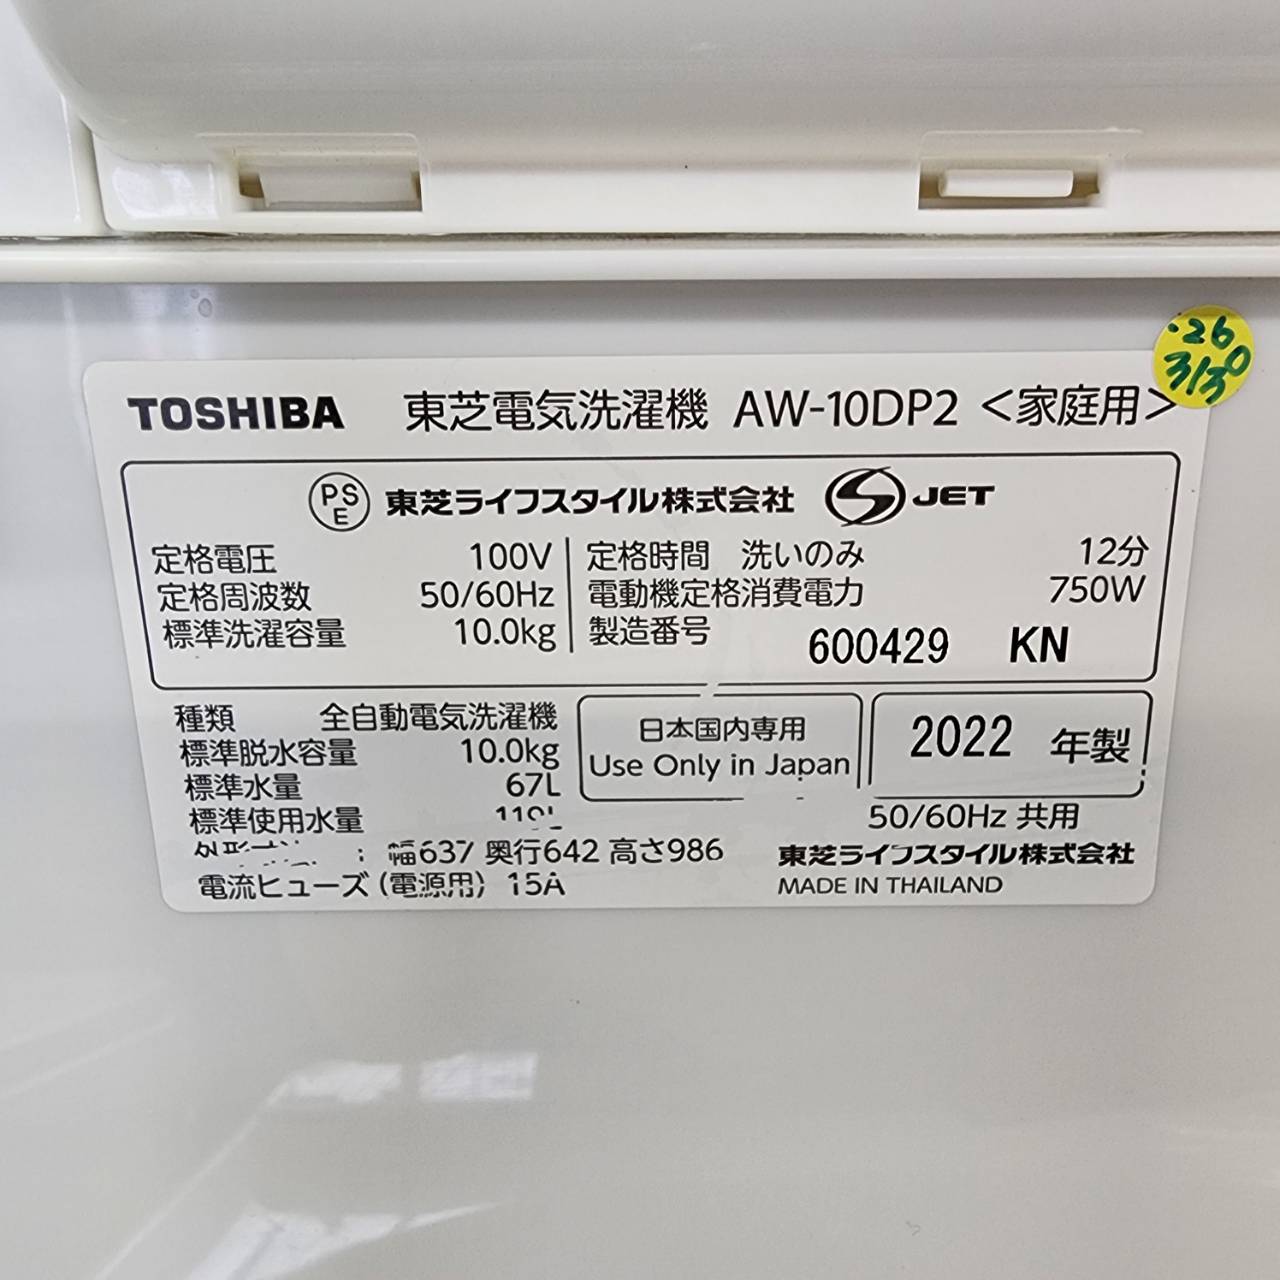 .26
3130
TOSHIBA 東芝電気洗濯機 AW-10DP2 <家庭用>
PSE 東芝ライフスタイル株式会社 S JET
定格電圧 100V
定格周波数 50/60Hz
標準洗濯容量 10.0kg
定格時間 洗いのみ 12分
電動機定格消費電力 750W
製造番号 600429 KN
種類 全自動電気洗濯機
標準脱水容量 10.0kg
標準水量 67L
標準使用水量
幅637 奥行642 高さ986
電流ヒューズ(電源用) 15A
日本国内専用
Use Only in Japan
2022 年製
50/60Hz 共用
東芝ライフスタイル株式会社
MADE IN THAILAND